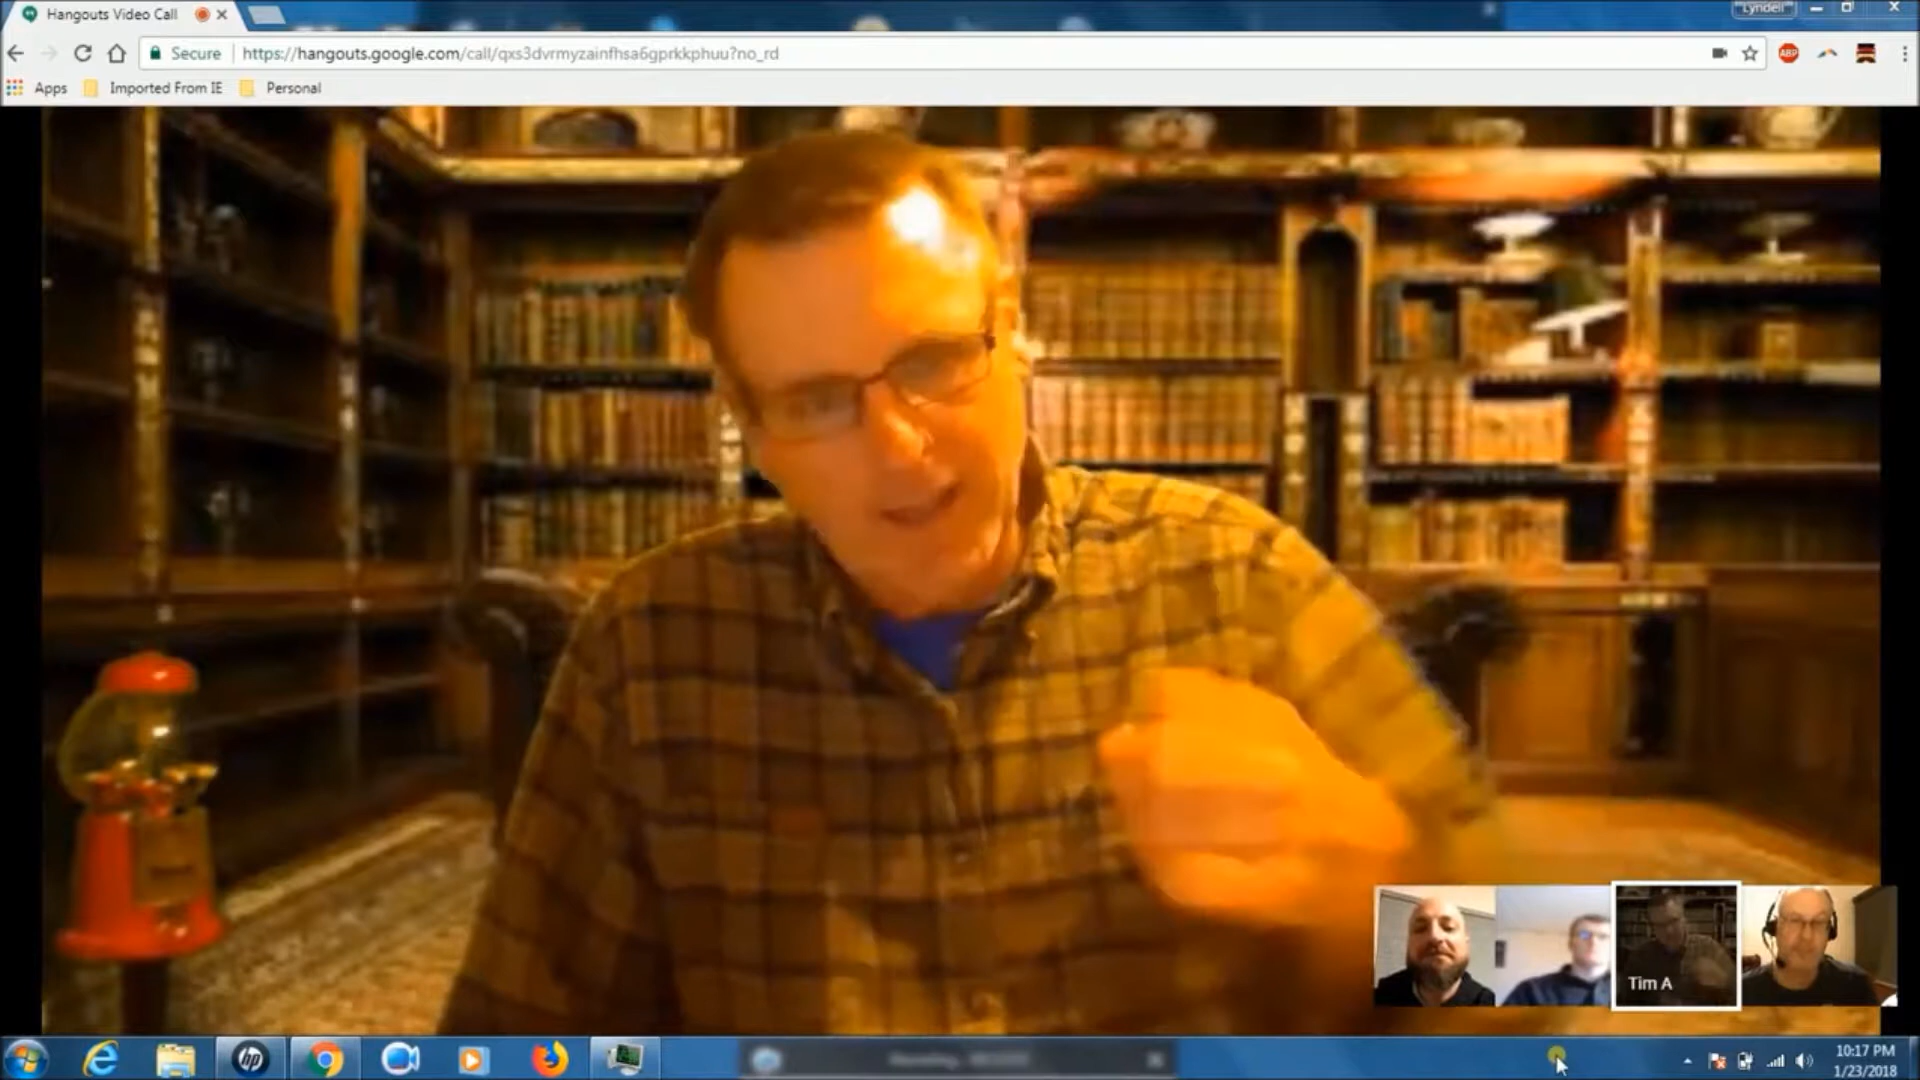 Hangouts Video Call
Lyndell
Secure
https://hangouts.google.com/call/qxs3dvrmyzainfhsa6gprkkphuu?no_rd
ABP
Apps
Imported From IE
Personal
Tim A
hp
10:17 PM
1/23/2018